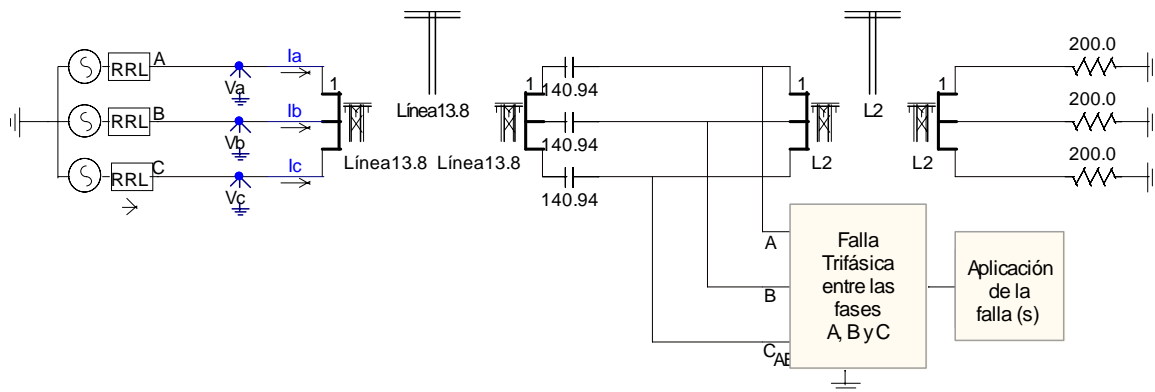 RRL
A
Va
Ia
1
RRL
B
Vb
Ib
RRL
C
Vc
Ic
Línea13.8
Línea13.8
Línea13.8
140.94
140.94
140.94
1
L2
L2
1
L2
200.0
200.0
200.0
A
B
C
AB
Falla
Trifásica
entre las
fases
A, B y C
Aplicación
de la
falla (s)